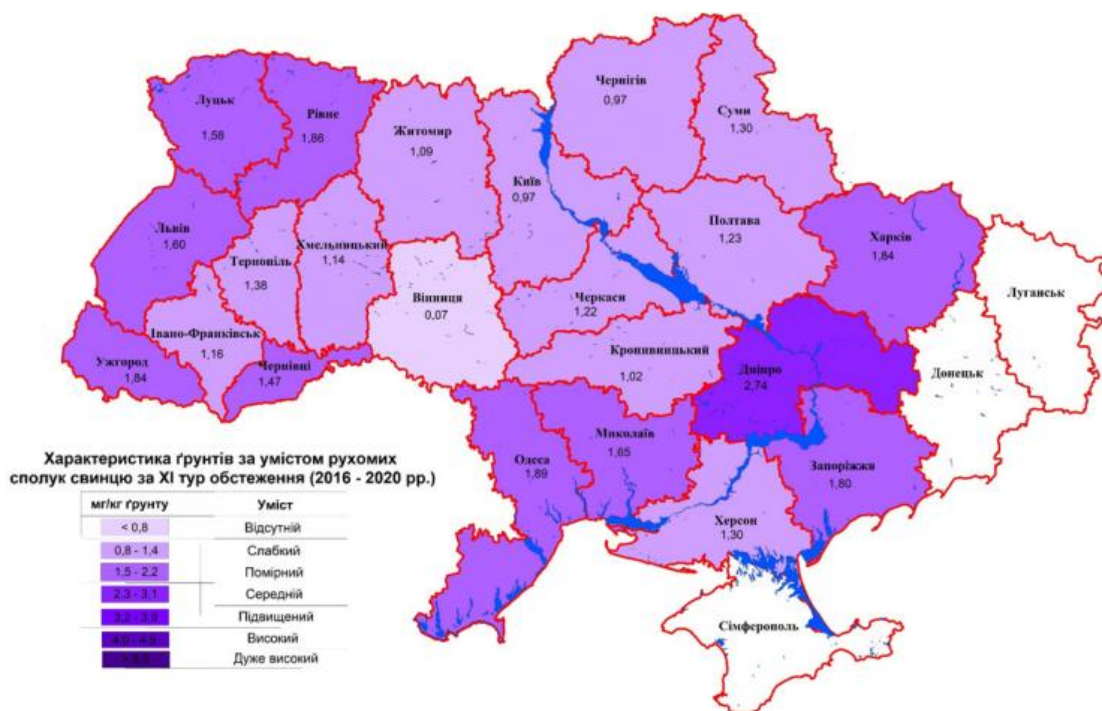 Чернігів
0,97
Суми
1,30
Луцьк
1,58
Рівне
1,86
Житомир
1,09
Київ
0,97
Львів
1,60
Тернопіль
1,38
Хмельницький
1,14
Полтава
1,23
Харків
1,84
Вінниця
0,07
Черкаси
1,22
Луганськ
Івано-Франківськ
1,16
Ужгород
1,84
Чернівці
1,47
Кропивницький
1,02
Дніпро
2,74
Донецьк
Одеса
1,89
Миколаїв
1,65
Запоріжжя
1,80
Херсон
1,30
Сімферополь
Характеристика ґрунтів за умістом рухомих
сполук свинцю за XI тур обстеження (2016 - 2020 рр.)
мг/кг ґрунту Уміст
< 0,8 Відсутній
0,8 - 1,4 Слабкий
1,5 - 2,2 Помірний
2,3 - 3,1 Середній
3,2 - 3,9 Підвищений
4,0 - 4,9 Високий
Дуже високий